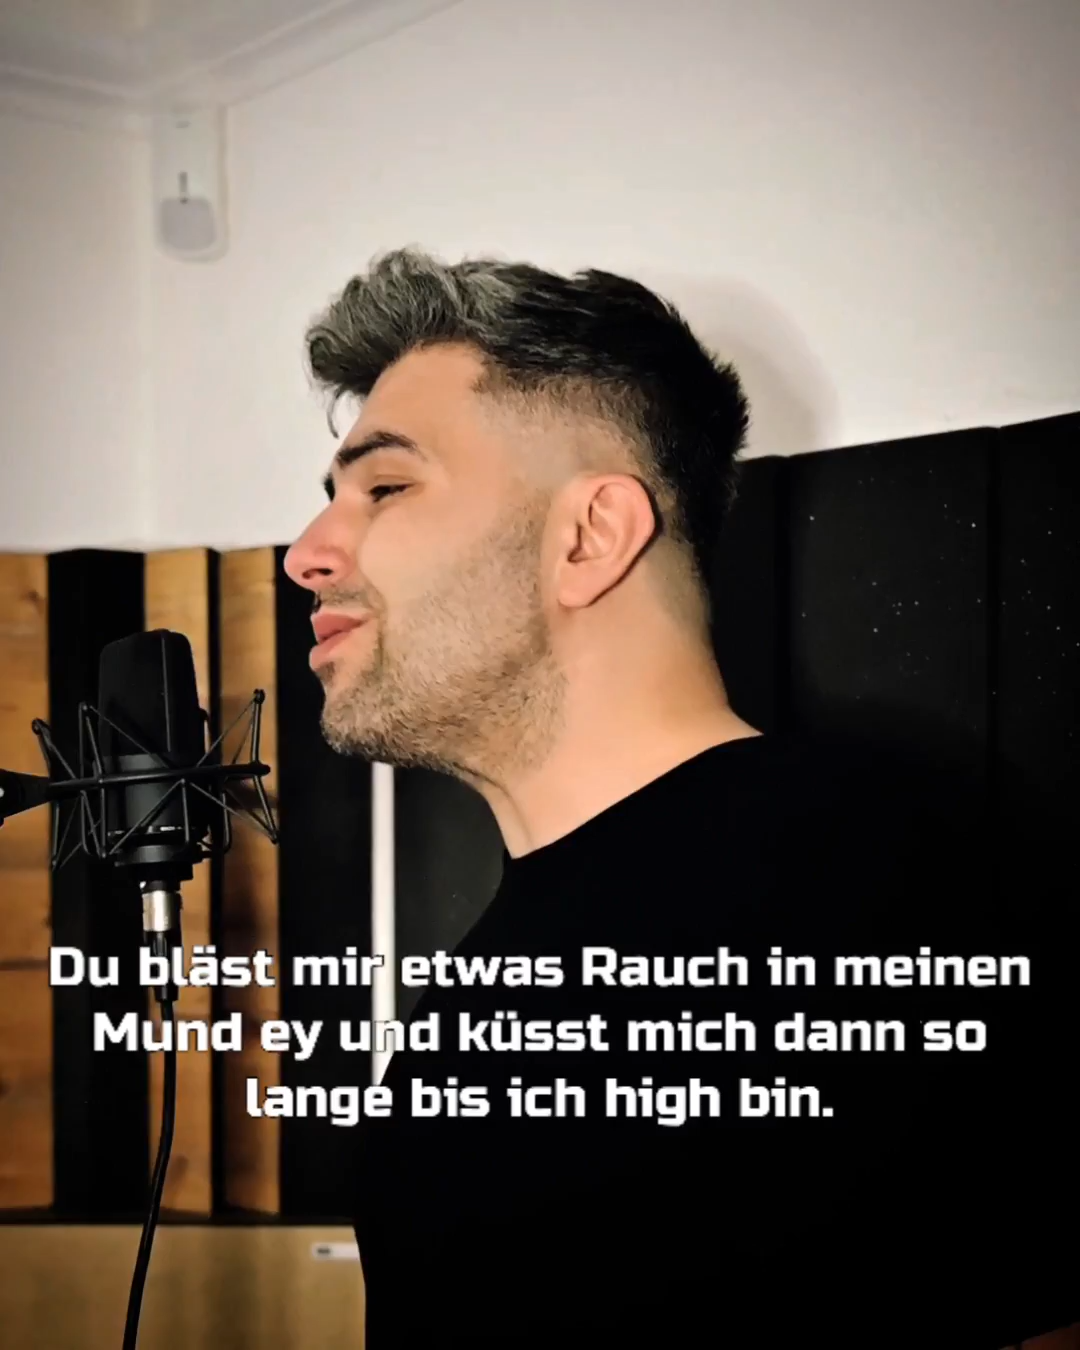 Du bläst mir etwas Rauch in meinen
Mund ey und küsst mich dann so
lange bis ich high bin.